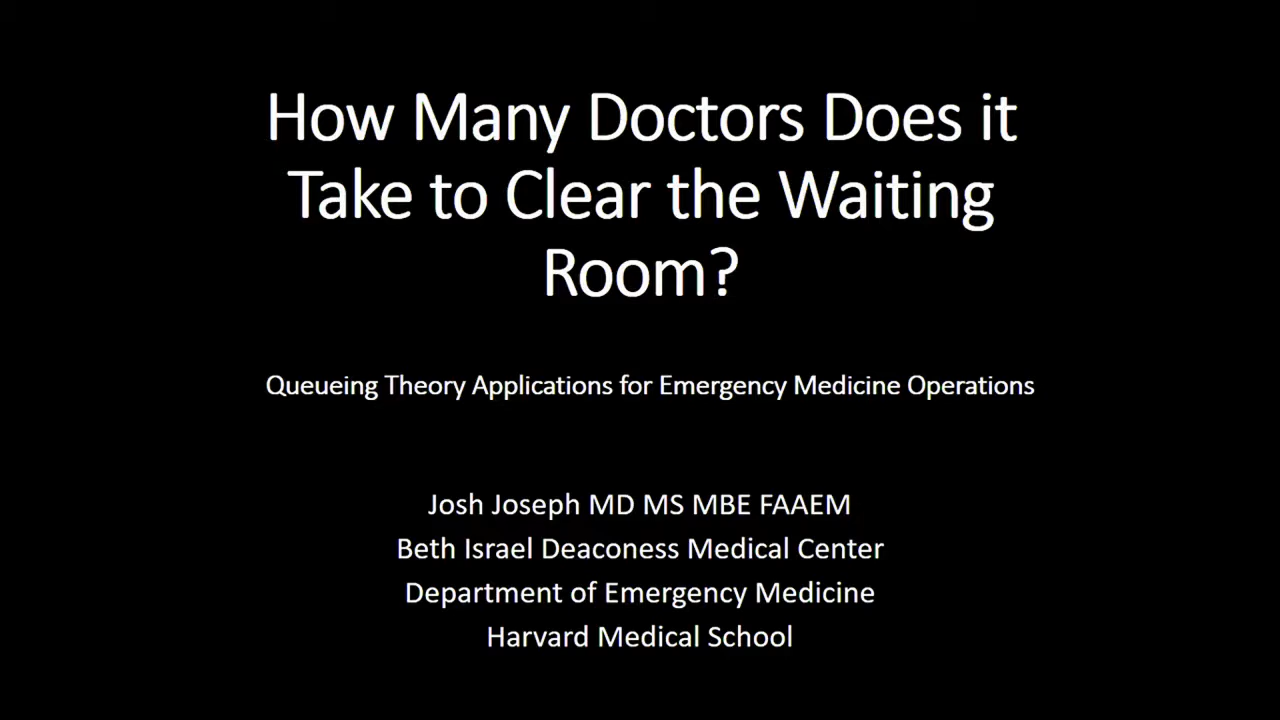 How Many Doctors Does it
Take to Clear the Waiting
Room?
Queueing Theory Applications for Emergency Medicine Operations
Josh Joseph MD MS MBE FAAEM
Beth Israel Deaconess Medical Center
Department of Emergency Medicine
Harvard Medical School